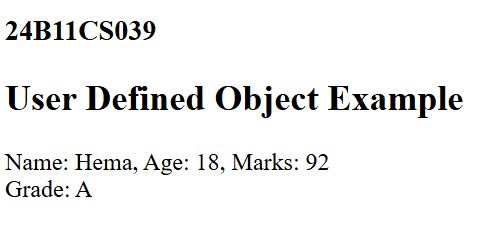 24B11CS039
User Defined Object Example
Name: Hema, Age: 18, Marks: 92
Grade: A